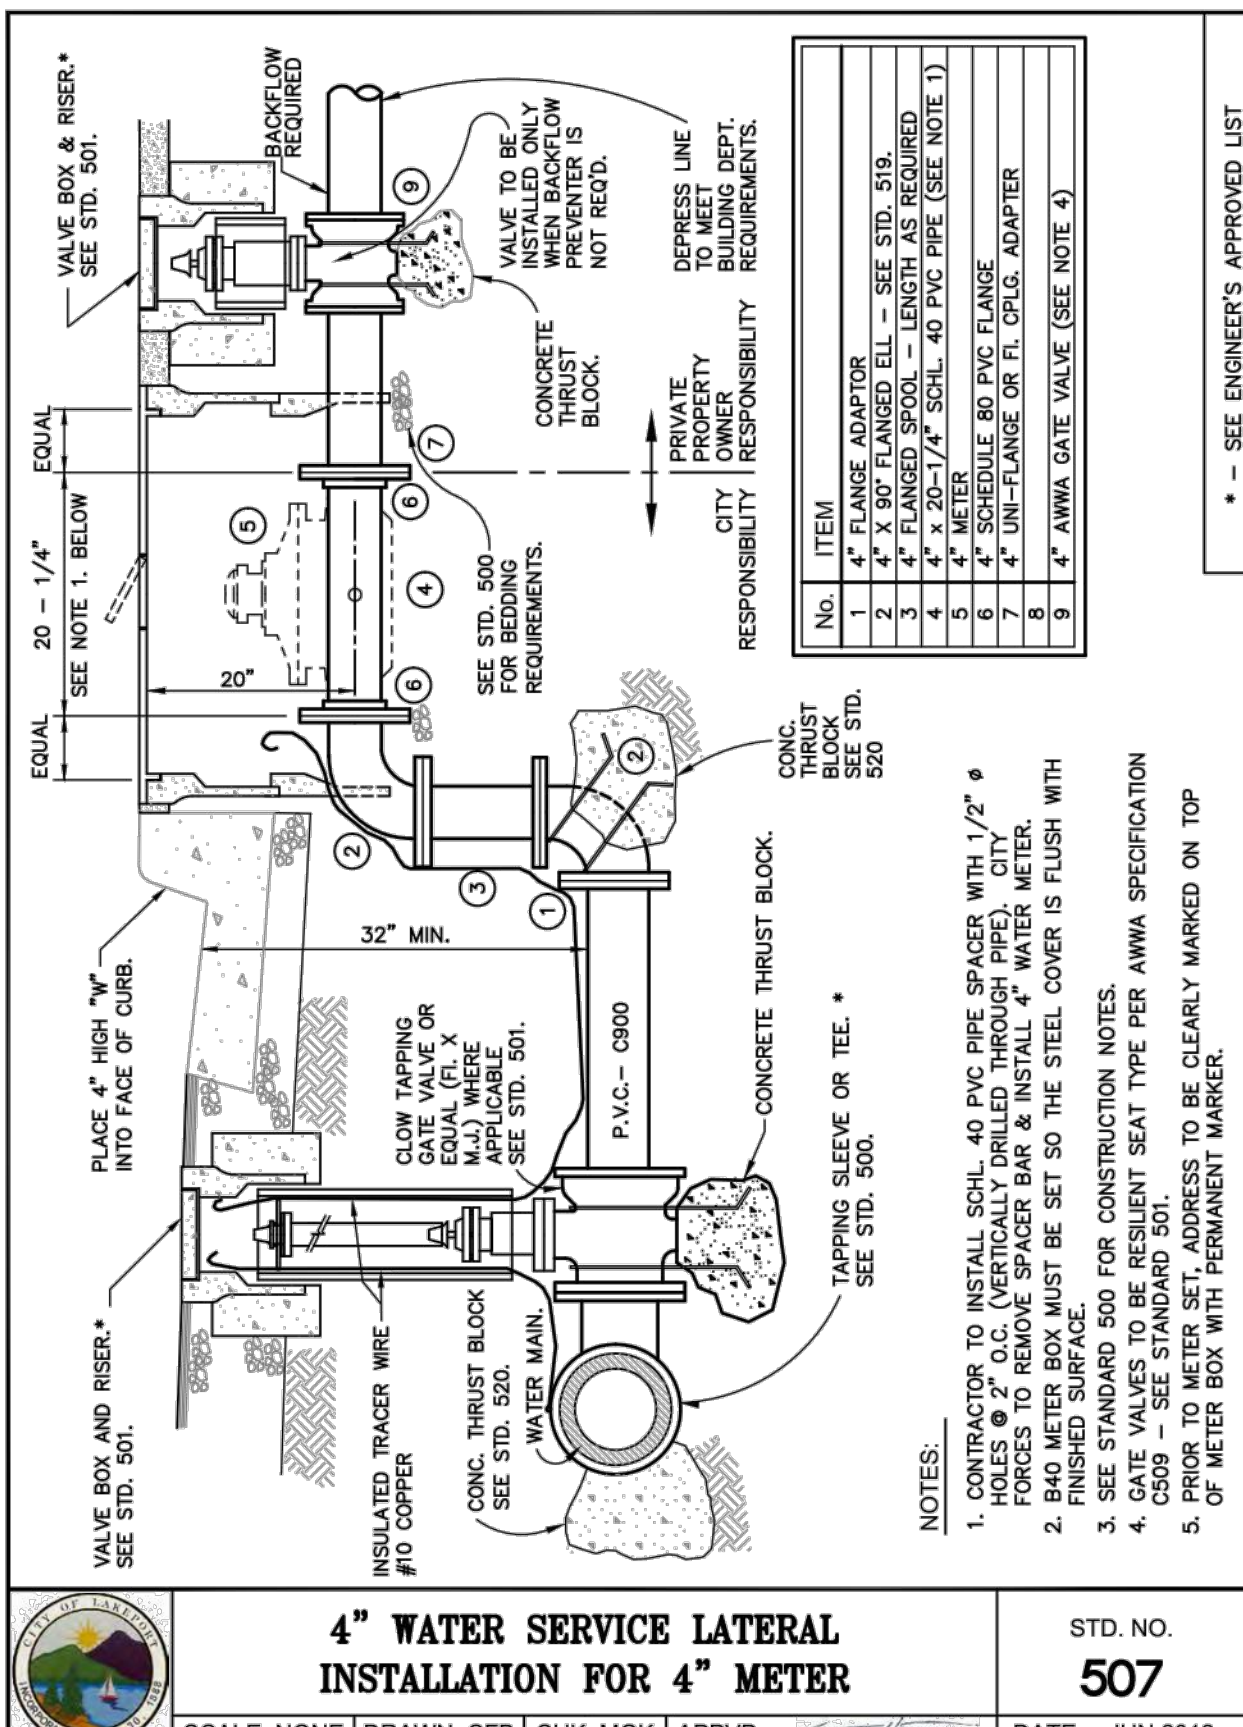 VALVE BOX AND RISER.*
SEE STD. 501.
PLACE 4" HIGH "W"
INTO FACE OF CURB.
EQUAL
20 - 1/4"
EQUAL
SEE NOTE 1. BELOW
VALVE BOX & RISER.*
SEE STD. 501.
BACKFLOW
REQUIRED
20"
5
4
6
6
7
9
2
3
1
2
32" MIN.
INSULATED TRACER WIRE
#10 COPPER
CLOW TAPPING
GATE VALVE OR
EQUAL (Fl. X
M.J.) WHERE
APPLICABLE
SEE STD. 501.
SEE STD. 500
FOR BEDDING
REQUIREMENTS.
CONCRETE
THRUST
BLOCK.
VALVE TO BE
INSTALLED ONLY
WHEN BACKFLOW
PREVENTER IS
NOT REQ'D.
DEPRESS LINE
TO MEET
BUILDING DEPT.
REQUIREMENTS.
CITY
RESPONSIBILITY
PRIVATE
PROPERTY
OWNER
RESPONSIBILITY
CONC. THRUST BLOCK
SEE STD. 520.
WATER MAIN.
P.V.C.- C900
CONC.
THRUST
BLOCK
SEE STD.
520
CONCRETE THRUST BLOCK.
TAPPING SLEEVE OR TEE. *
SEE STD. 500.
No. ITEM
1 4" FLANGE ADAPTOR
2 4" X 90° FLANGED ELL - SEE STD. 519.
3 4" FLANGED SPOOL - LENGTH AS REQUIRED
4 4" x 20-1/4" SCHL. 40 PVC PIPE (SEE NOTE 1)
5 4" METER
6 4" SCHEDULE 80 PVC FLANGE
7 4" UNI-FLANGE OR Fl. CPLG. ADAPTER
8
9 4" AWWA GATE VALVE (SEE NOTE 4)
NOTES:
1. CONTRACTOR TO INSTALL SCHL. 40 PVC PIPE SPACER WITH 1/2" ø
HOLES @ 2" O.C. (VERTICALLY DRILLED THROUGH PIPE). CITY
FORCES TO REMOVE SPACER BAR & INSTALL 4" WATER METER.
2. B40 METER BOX MUST BE SET SO THE STEEL COVER IS FLUSH WITH
FINISHED SURFACE.
3. SEE STANDARD 500 FOR CONSTRUCTION NOTES.
4. GATE VALVES TO BE RESILIENT SEAT TYPE PER AWWA SPECIFICATION
C509 - SEE STANDARD 501.
5. PRIOR TO METER SET, ADDRESS TO BE CLEARLY MARKED ON TOP
OF METER BOX WITH PERMANENT MARKER.
* - SEE ENGINEER'S APPROVED LIST
CITY OF LAKEPORT
1888
4" WATER SERVICE LATERAL
INSTALLATION FOR 4" METER
STD. NO.
507